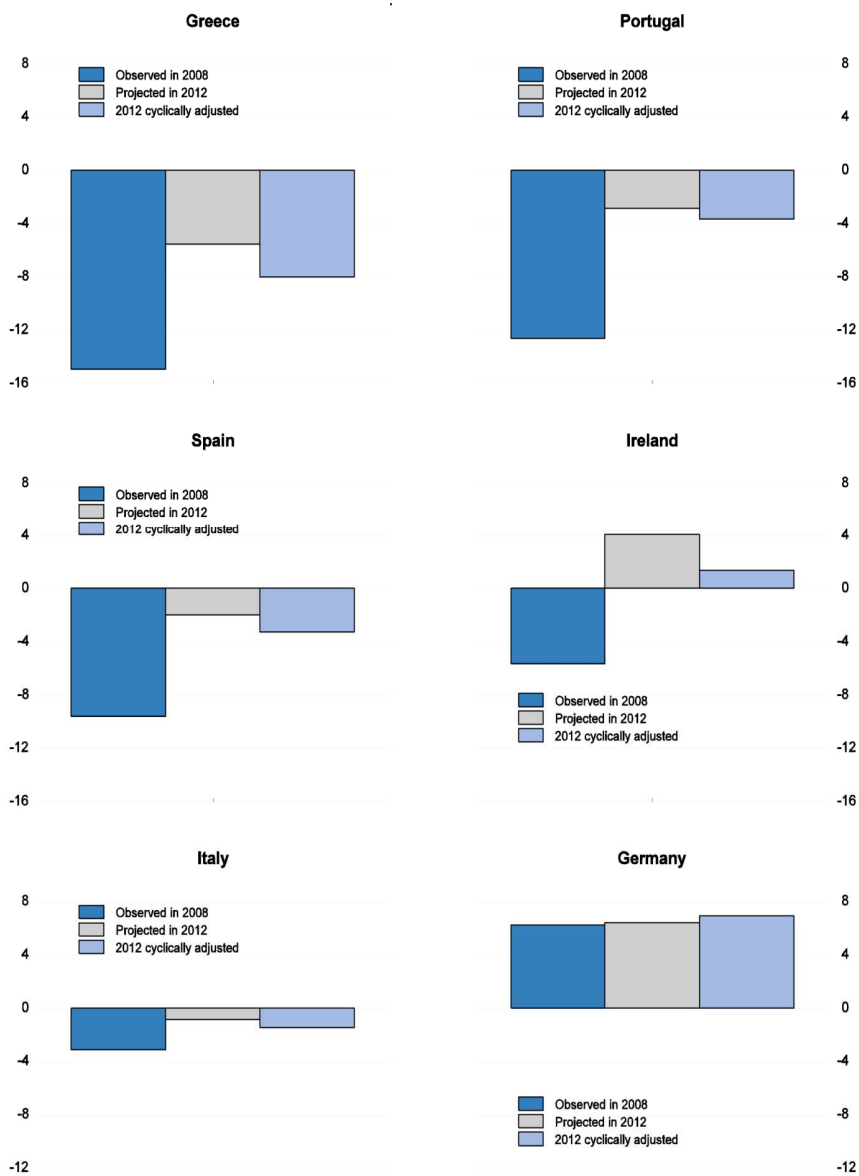 Greece
8
Observed in 2008
Projected in 2012
4
2012 cyclically adjusted
0
-4
-8
-12
-16
Portugal
8
Observed in 2008
Projected in 2012
4
2012 cyclically adjusted
0
-4
-8
-12
-16
Spain
8
Observed in 2008
Projected in 2012
4
2012 cyclically adjusted
0
-4
-8
-12
-16
Ireland
8
4
0
-4
-8
Observed in 2008
Projected in 2012
2012 cyclically adjusted
-12
-16
Italy
8
Observed in 2008
Projected in 2012
4
2012 cyclically adjusted
0
-4
-8
-12
Germany
8
4
0
-4
-8
Observed in 2008
Projected in 2012
2012 cyclically adjusted
-12